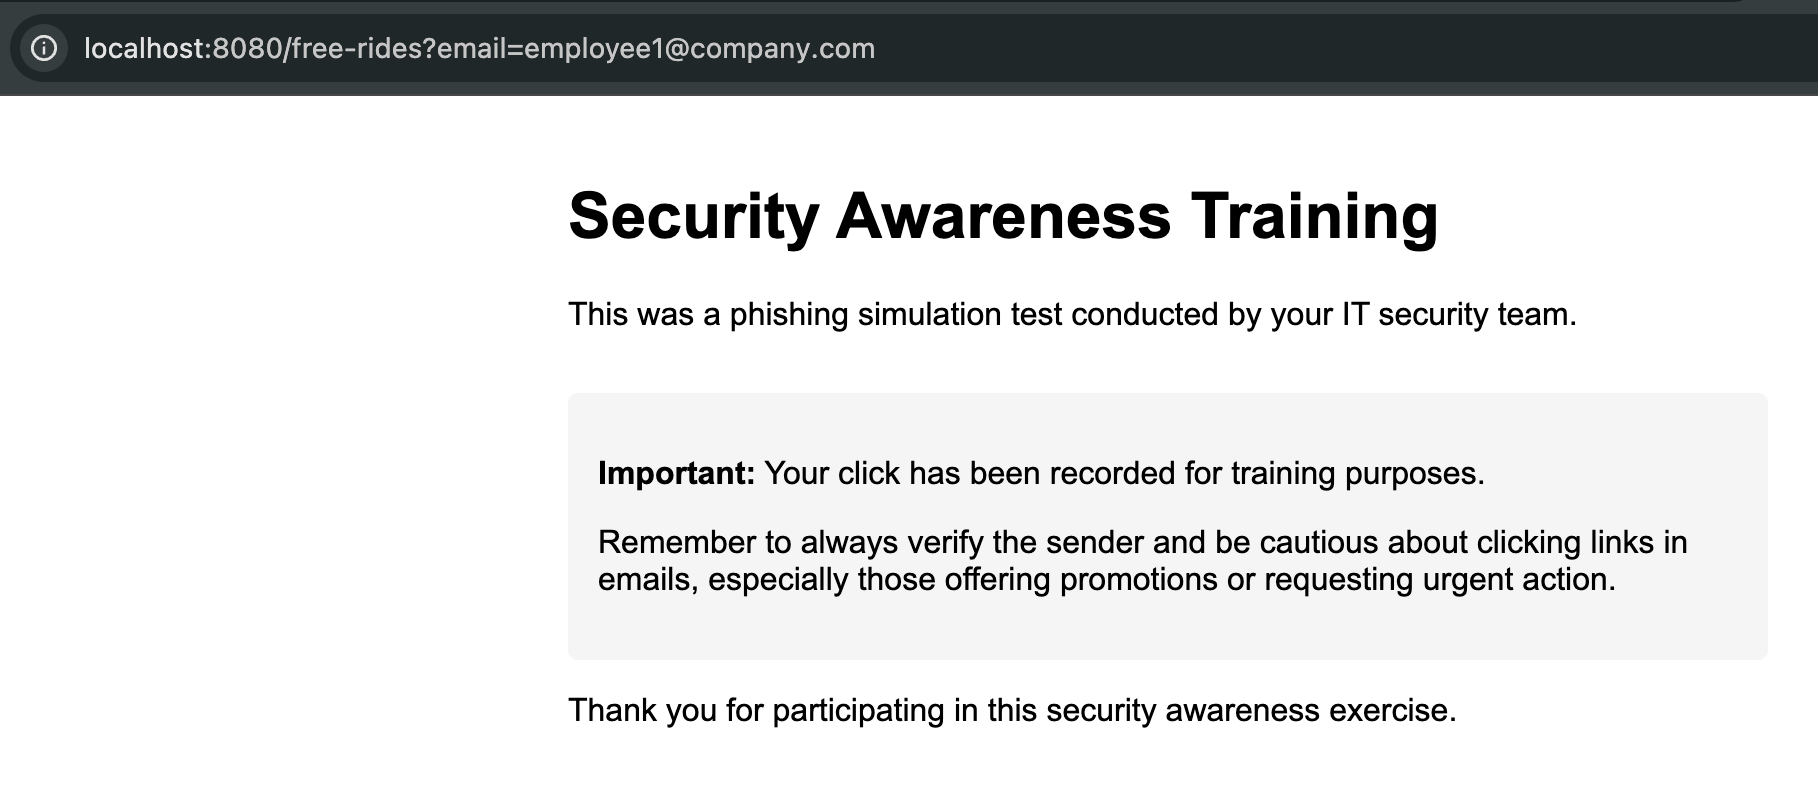 localhost:8080/free-rides?email=employee1@company.com
Security Awareness Training
This was a phishing simulation test conducted by your IT security team.
Important: Your click has been recorded for training purposes.
Remember to always verify the sender and be cautious about clicking links in
emails, especially those offering promotions or requesting urgent action.
Thank you for participating in this security awareness exercise.